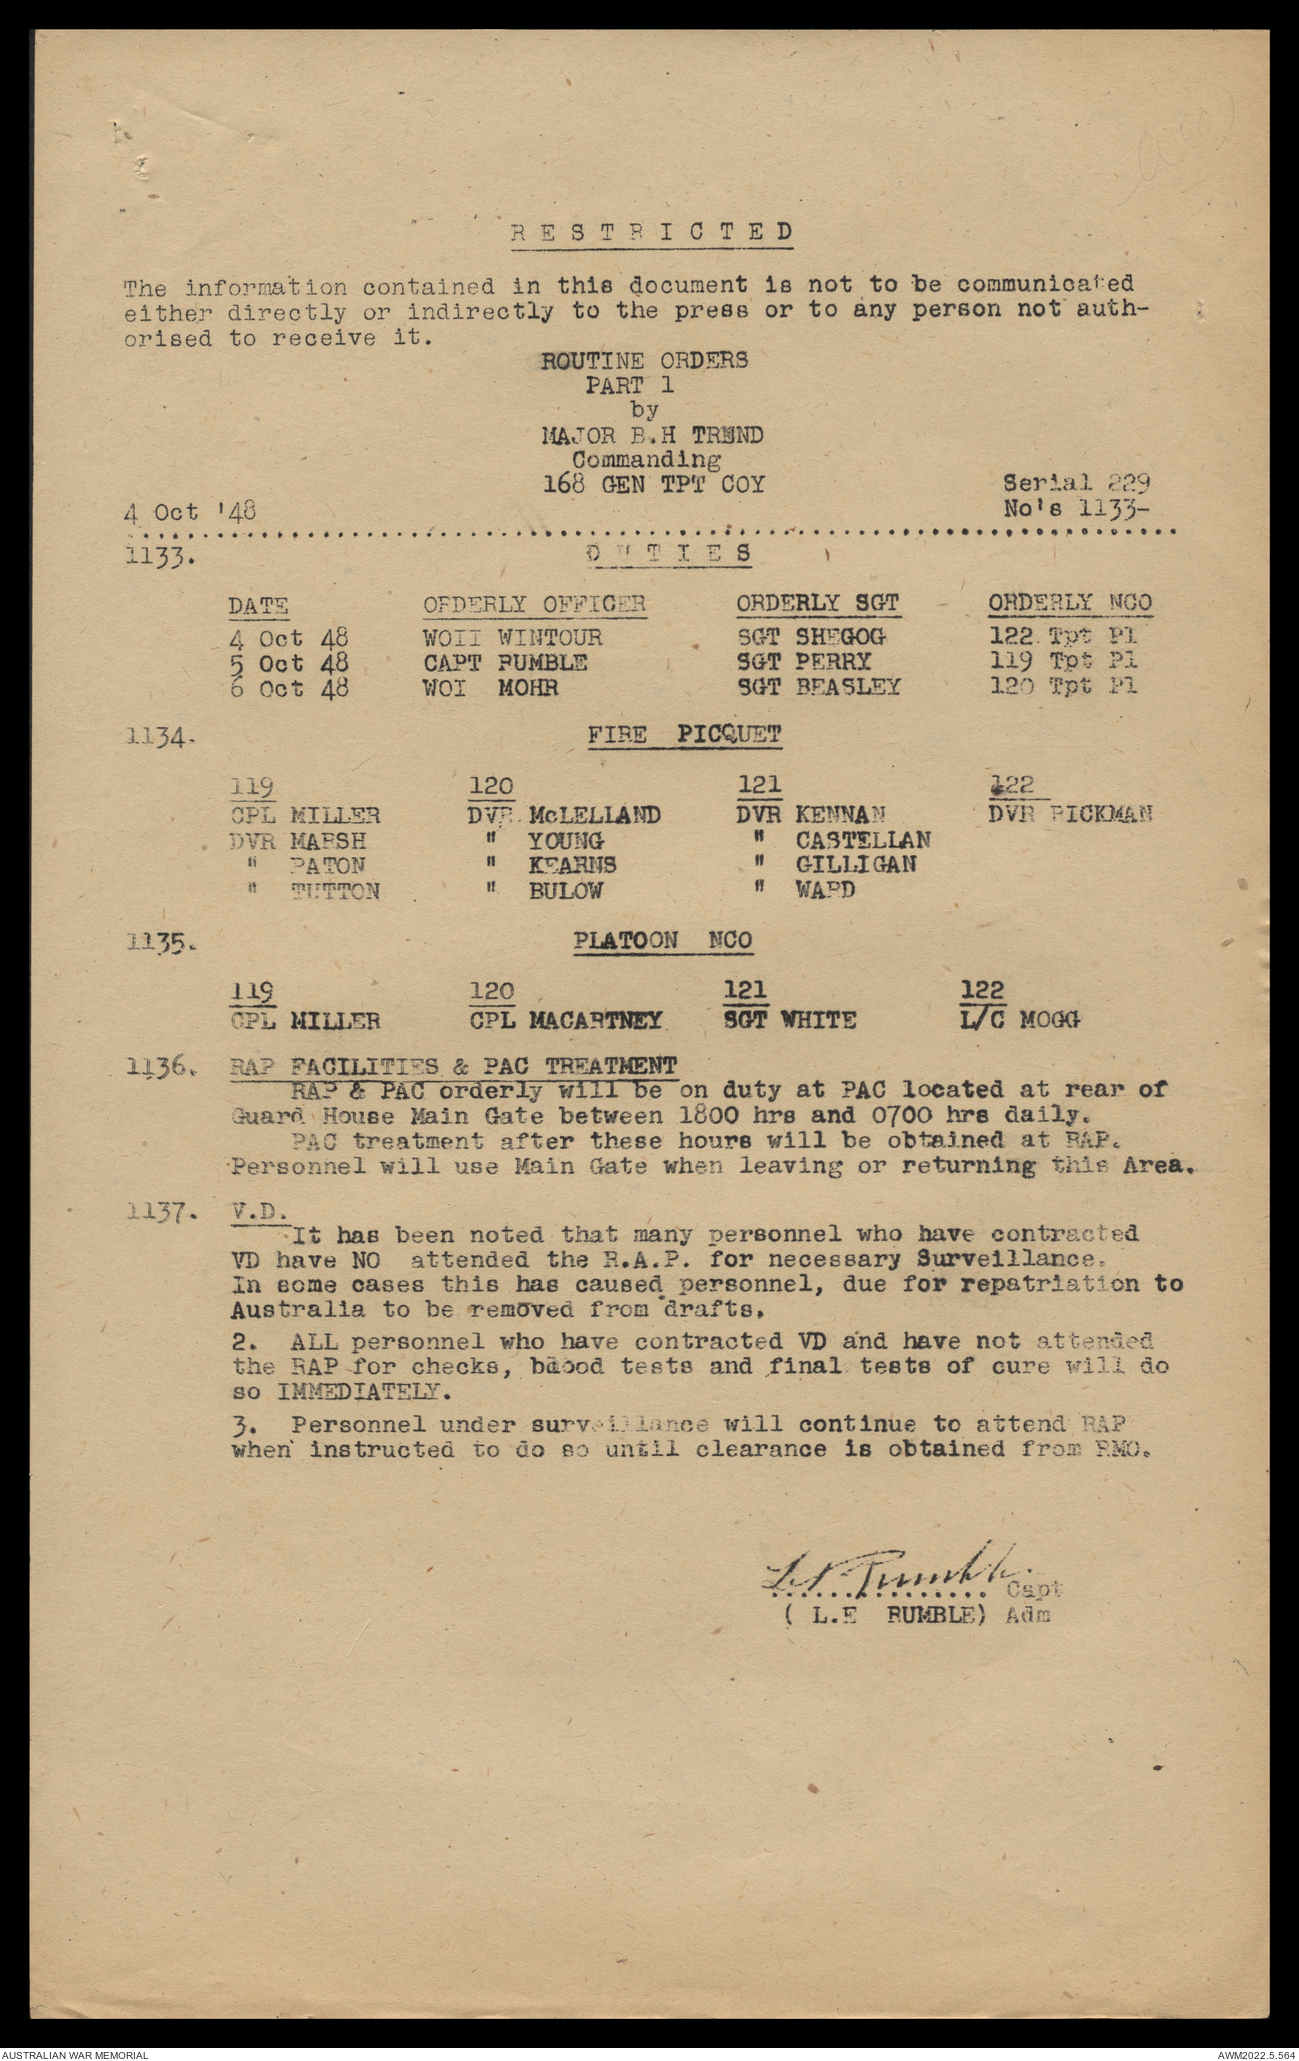 RESTRICTED
The information contained in this document is not to be communicated
either directly or indirectly to the press or to any person not auth-
orised to receive it.
ROUTINE ORDERS
PART 1
by
MAJOR B.H TREND
Commanding
168 GEN TPT COY
Serial 229
4 Oct '48 No's 1133-
1133. DUTIES
DATE ORDERLY OFFICER ORDERLY SGT ORDERLY NCO
4 Oct 48 WOII WINTOUR SGT SHEGOG 122 Tpt Pl
5 Oct 48 CAPT RUMBLE SGT PERRY 119 Tpt Pl
6 Oct 48 WOI MOHR SGT BEASLEY 120 Tpt Pl
1134. FIRE PICQUET
119 120 121 122
CPL MILLER DVR McLELLAND DVR KENNAN DVR RICKMAN
DVR MARSH " YOUNG " CASTELLAN
" PATON " KEARNS " GILLIGAN
" TUTTON " BULOW " WARD
1135. PLATOON NCO
119 120 121 122
CPL MILLER CPL MACARTNEY SGT WHITE L/C MOGG
1136. RAP FACILITIES & PAC TREATMENT
RAP & PAC orderly will be on duty at PAC located at rear of
Guard House Main Gate between 1800 hrs and 0700 hrs daily.
PAC treatment after these hours will be obtained at RAP.
Personnel will use Main Gate when leaving or returning this Area.
1137. V.D.
It has been noted that many personnel who have contracted
VD have NO attended the R.A.P. for necessary Surveillance.
In some cases this has caused personnel, due for repatriation to
Australia to be removed from drafts.
2. ALL personnel who have contracted VD and have not attended
the RAP for checks, blood tests and final tests of cure will do
so IMMEDIATELY.
3. Personnel under surveillance will continue to attend RAP
when instructed to do so until clearance is obtained from RMO.
L.E. Rumble.
............... Capt
( L.E RUMBLE) Adm
AUSTRALIAN WAR MEMORIAL AWM2022.5.564